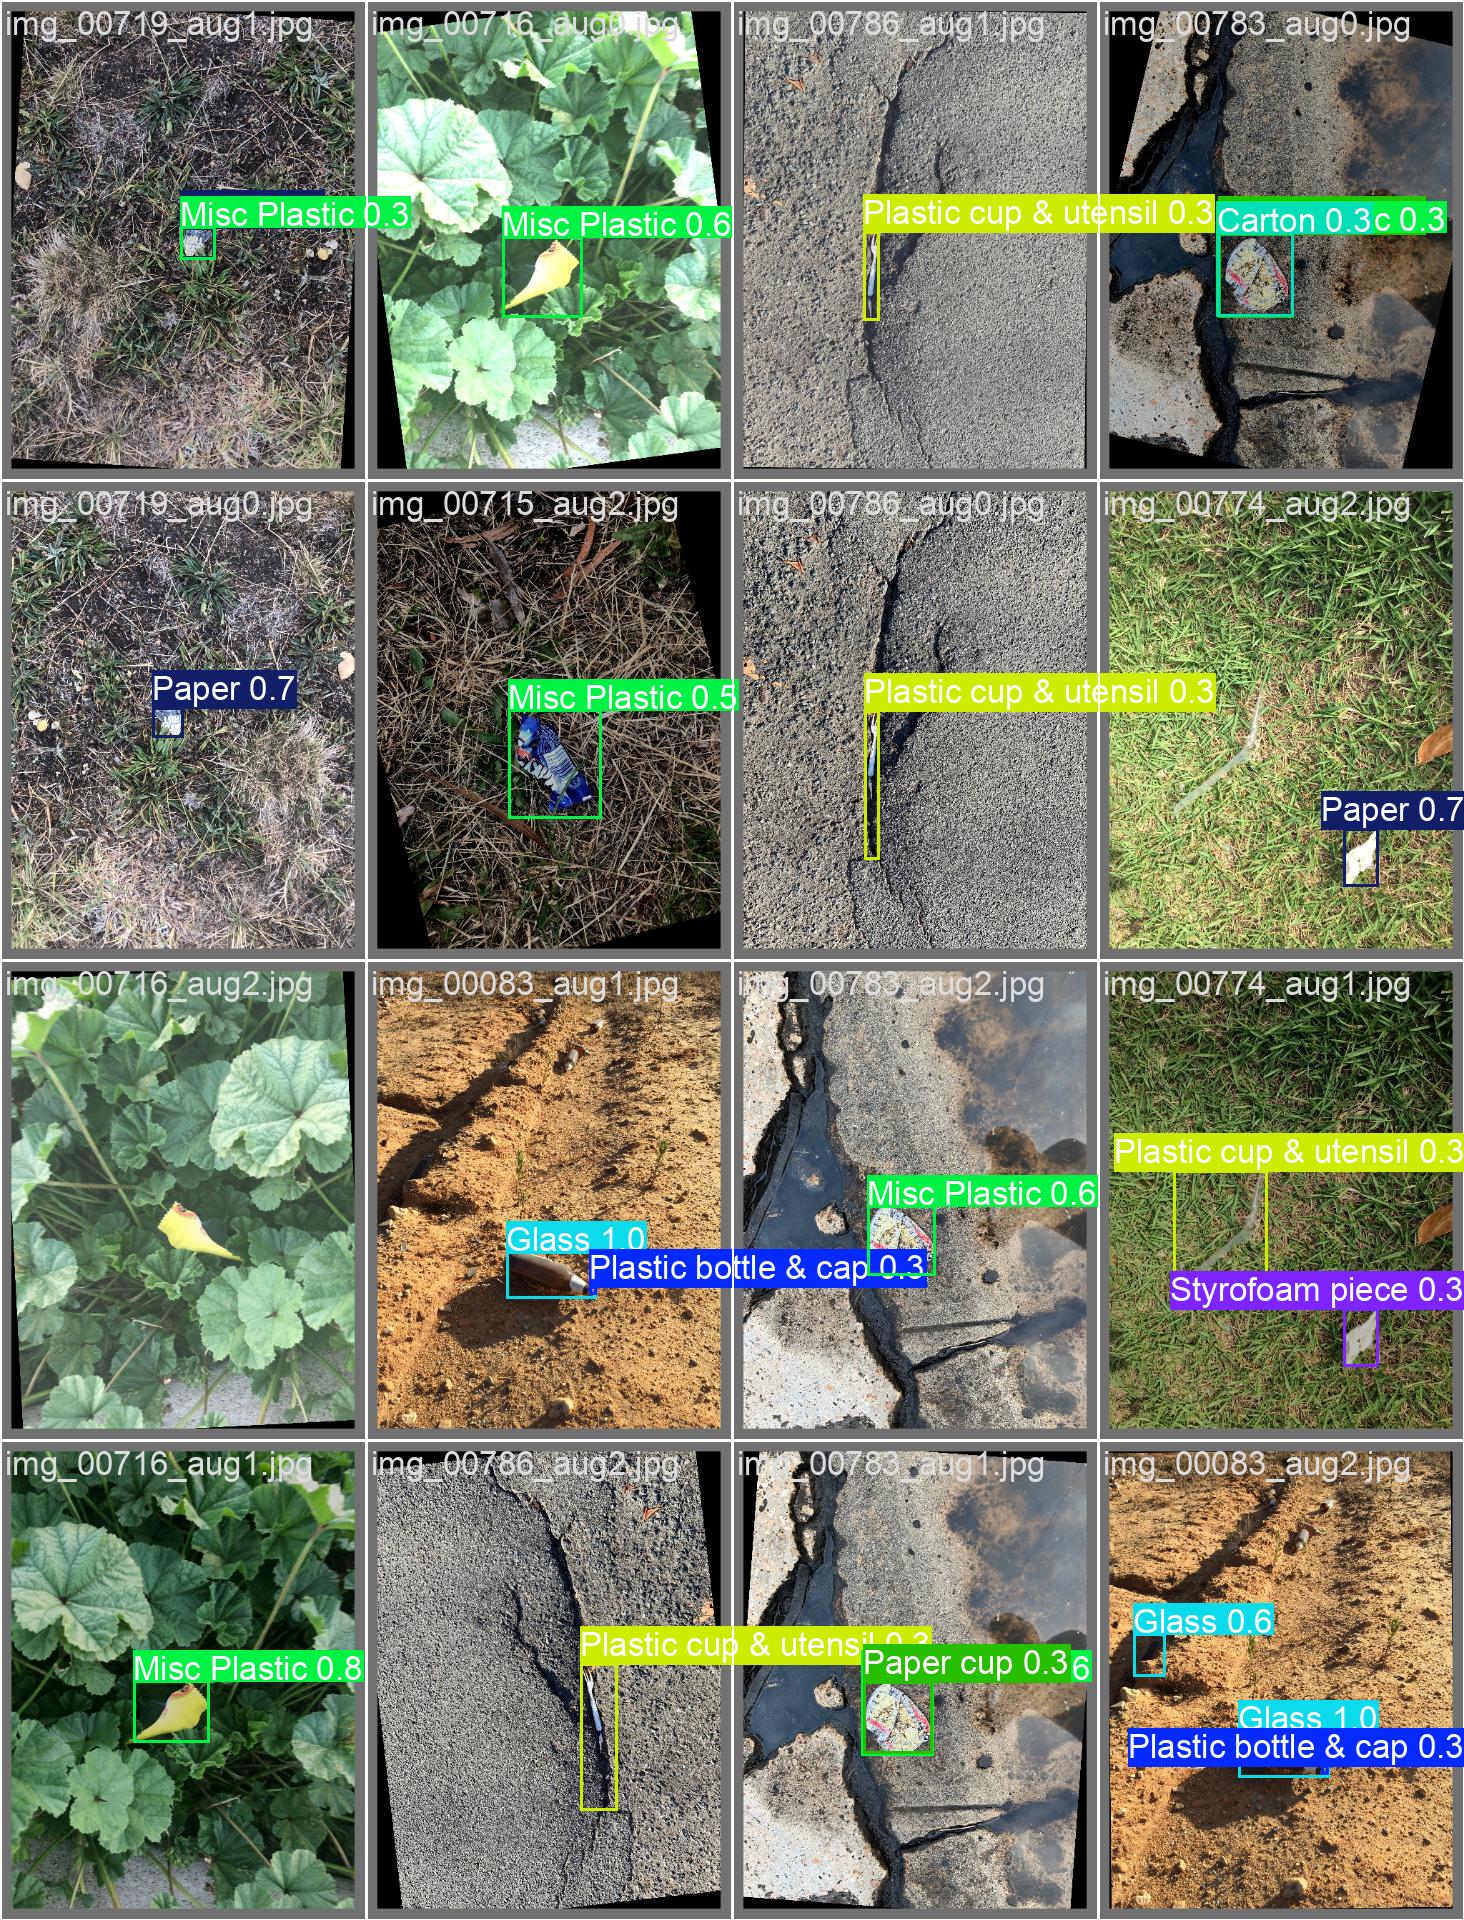 img_00719_aug1.jpg
Misc Plastic 0.3
img_00716_aug0.jpg
Misc Plastic 0.6
img_00786_aug1.jpg
Plastic cup & utensil 0.3
img_00783_aug0.jpg
Carton 0.3
c 0.3
img_00719_aug0.jpg
Paper 0.7
img_00715_aug2.jpg
Misc Plastic 0.5
img_00786_aug0.jpg
Plastic cup & utensil 0.3
img_00774_aug2.jpg
Paper 0.7
img_00716_aug2.jpg
img_00083_aug1.jpg
Glass 1.0
Plastic bottle & cap 0.3
img_00783_aug2.jpg
Misc Plastic 0.6
img_00774_aug1.jpg
Plastic cup & utensil 0.3
Styrofoam piece 0.3
img_00716_aug1.jpg
Misc Plastic 0.8
img_00786_aug2.jpg
Plastic cup & utensil 0.3
img_00783_aug1.jpg
Paper cup 0.3
6
img_00083_aug2.jpg
Glass 0.6
Glass 1.0
Plastic bottle & cap 0.3